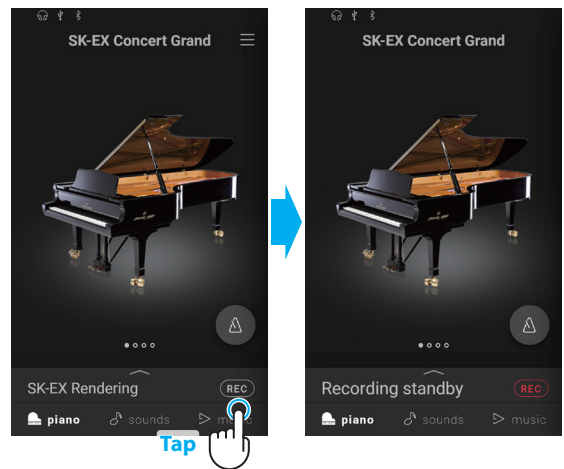 SK-EX Concert Grand
SK-EX Rendering
REC
piano
sounds
music
Tap
SK-EX Concert Grand
Recording standby
REC
piano
sounds
music